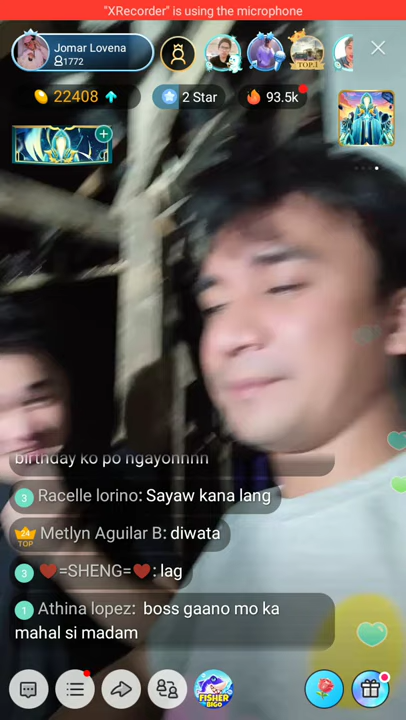 "XRecorder" is using the microphone
Jomar Lovena
1772
TOP.1
22408
2 Star
93.5k
birthday ko po ngayonnnn
3 Racelle lorino: Sayaw kana lang
24 TOP Metlyn Aguilar B: diwata
3 ❤️=SHENG=❤️: lag
1 Athina lopez: boss gaano mo ka
mahal si madam
FISHER
BIGO